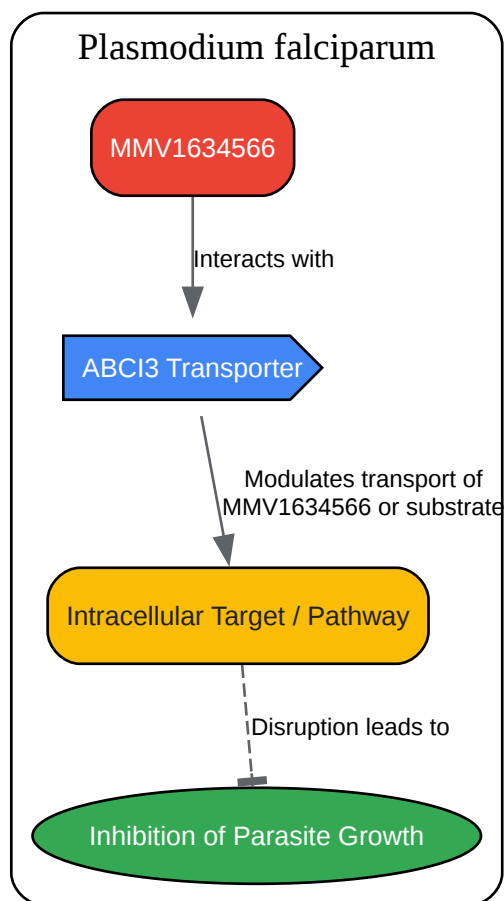 Plasmodium falciparum
MMV1634566
Interacts with
ABCI3 Transporter
Modulates transport of
MMV1634566 or substrate
Intracellular Target / Pathway
Disruption leads to
Inhibition of Parasite Growth